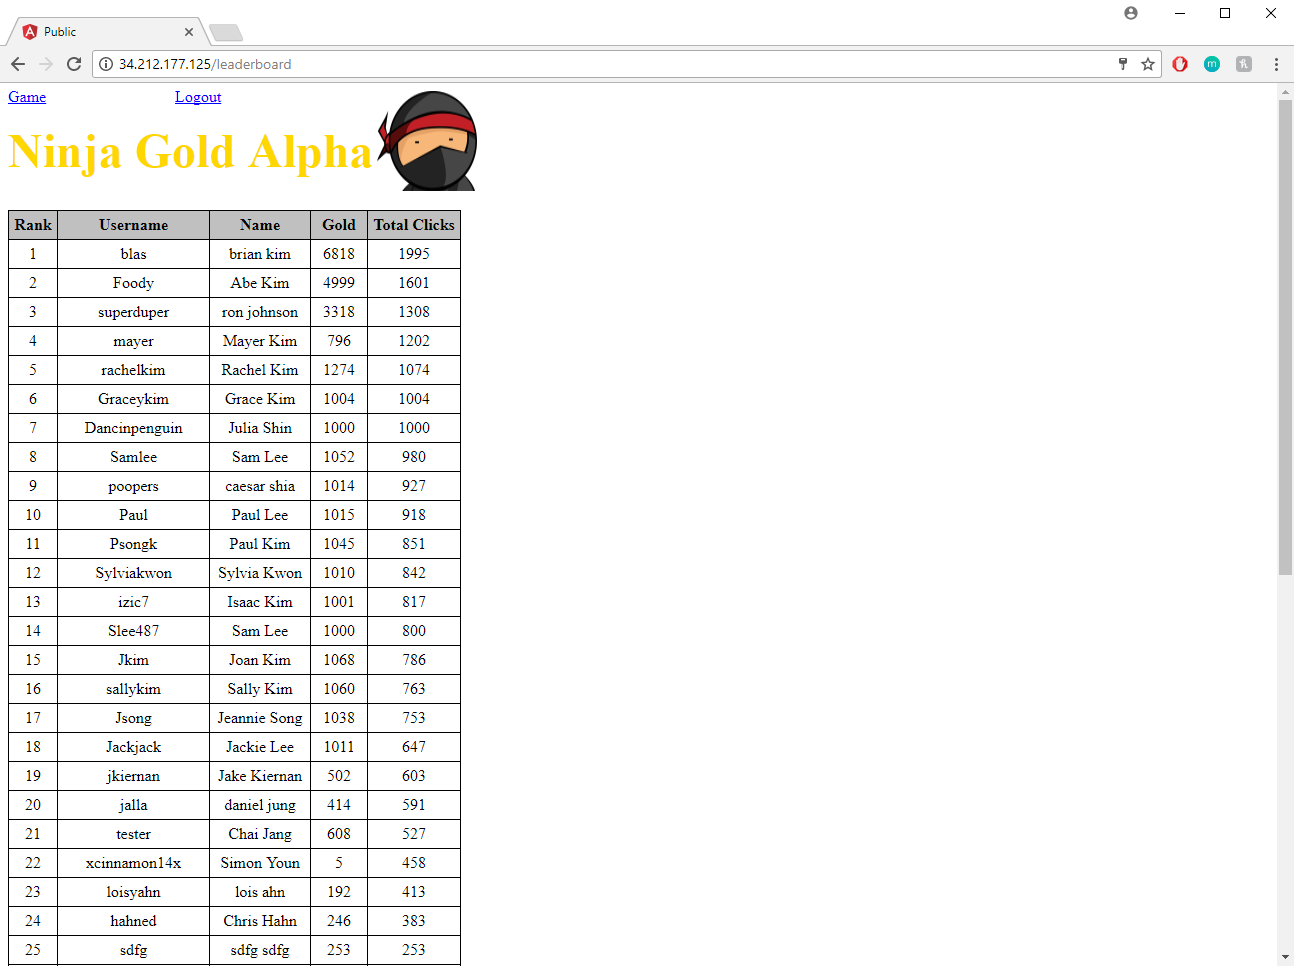 Public
34.212.177.125/leaderboard
m
Game Logout
Ninja Gold Alpha
Rank Username Name Gold Total Clicks
1 blas brian kim 6818 1995
2 Foody Abe Kim 4999 1601
3 superduper ron johnson 3318 1308
4 mayer Mayer Kim 796 1202
5 rachelkim Rachel Kim 1274 1074
6 Graceykim Grace Kim 1004 1004
7 Dancinpenguin Julia Shin 1000 1000
8 Samlee Sam Lee 1052 980
9 poopers caesar shia 1014 927
10 Paul Paul Lee 1015 918
11 Psongk Paul Kim 1045 851
12 Sylviakwon Sylvia Kwon 1010 842
13 izic7 Isaac Kim 1001 817
14 Slee487 Sam Lee 1000 800
15 Jkim Joan Kim 1068 786
16 sallykim Sally Kim 1060 763
17 Jsong Jeannie Song 1038 753
18 Jackjack Jackie Lee 1011 647
19 jkiernan Jake Kiernan 502 603
20 jalla daniel jung 414 591
21 tester Chai Jang 608 527
22 xcinnamon14x Simon Youn 5 458
23 loisyahn lois ahn 192 413
24 hahned Chris Hahn 246 383
25 sdfg sdfg sdfg 253 253